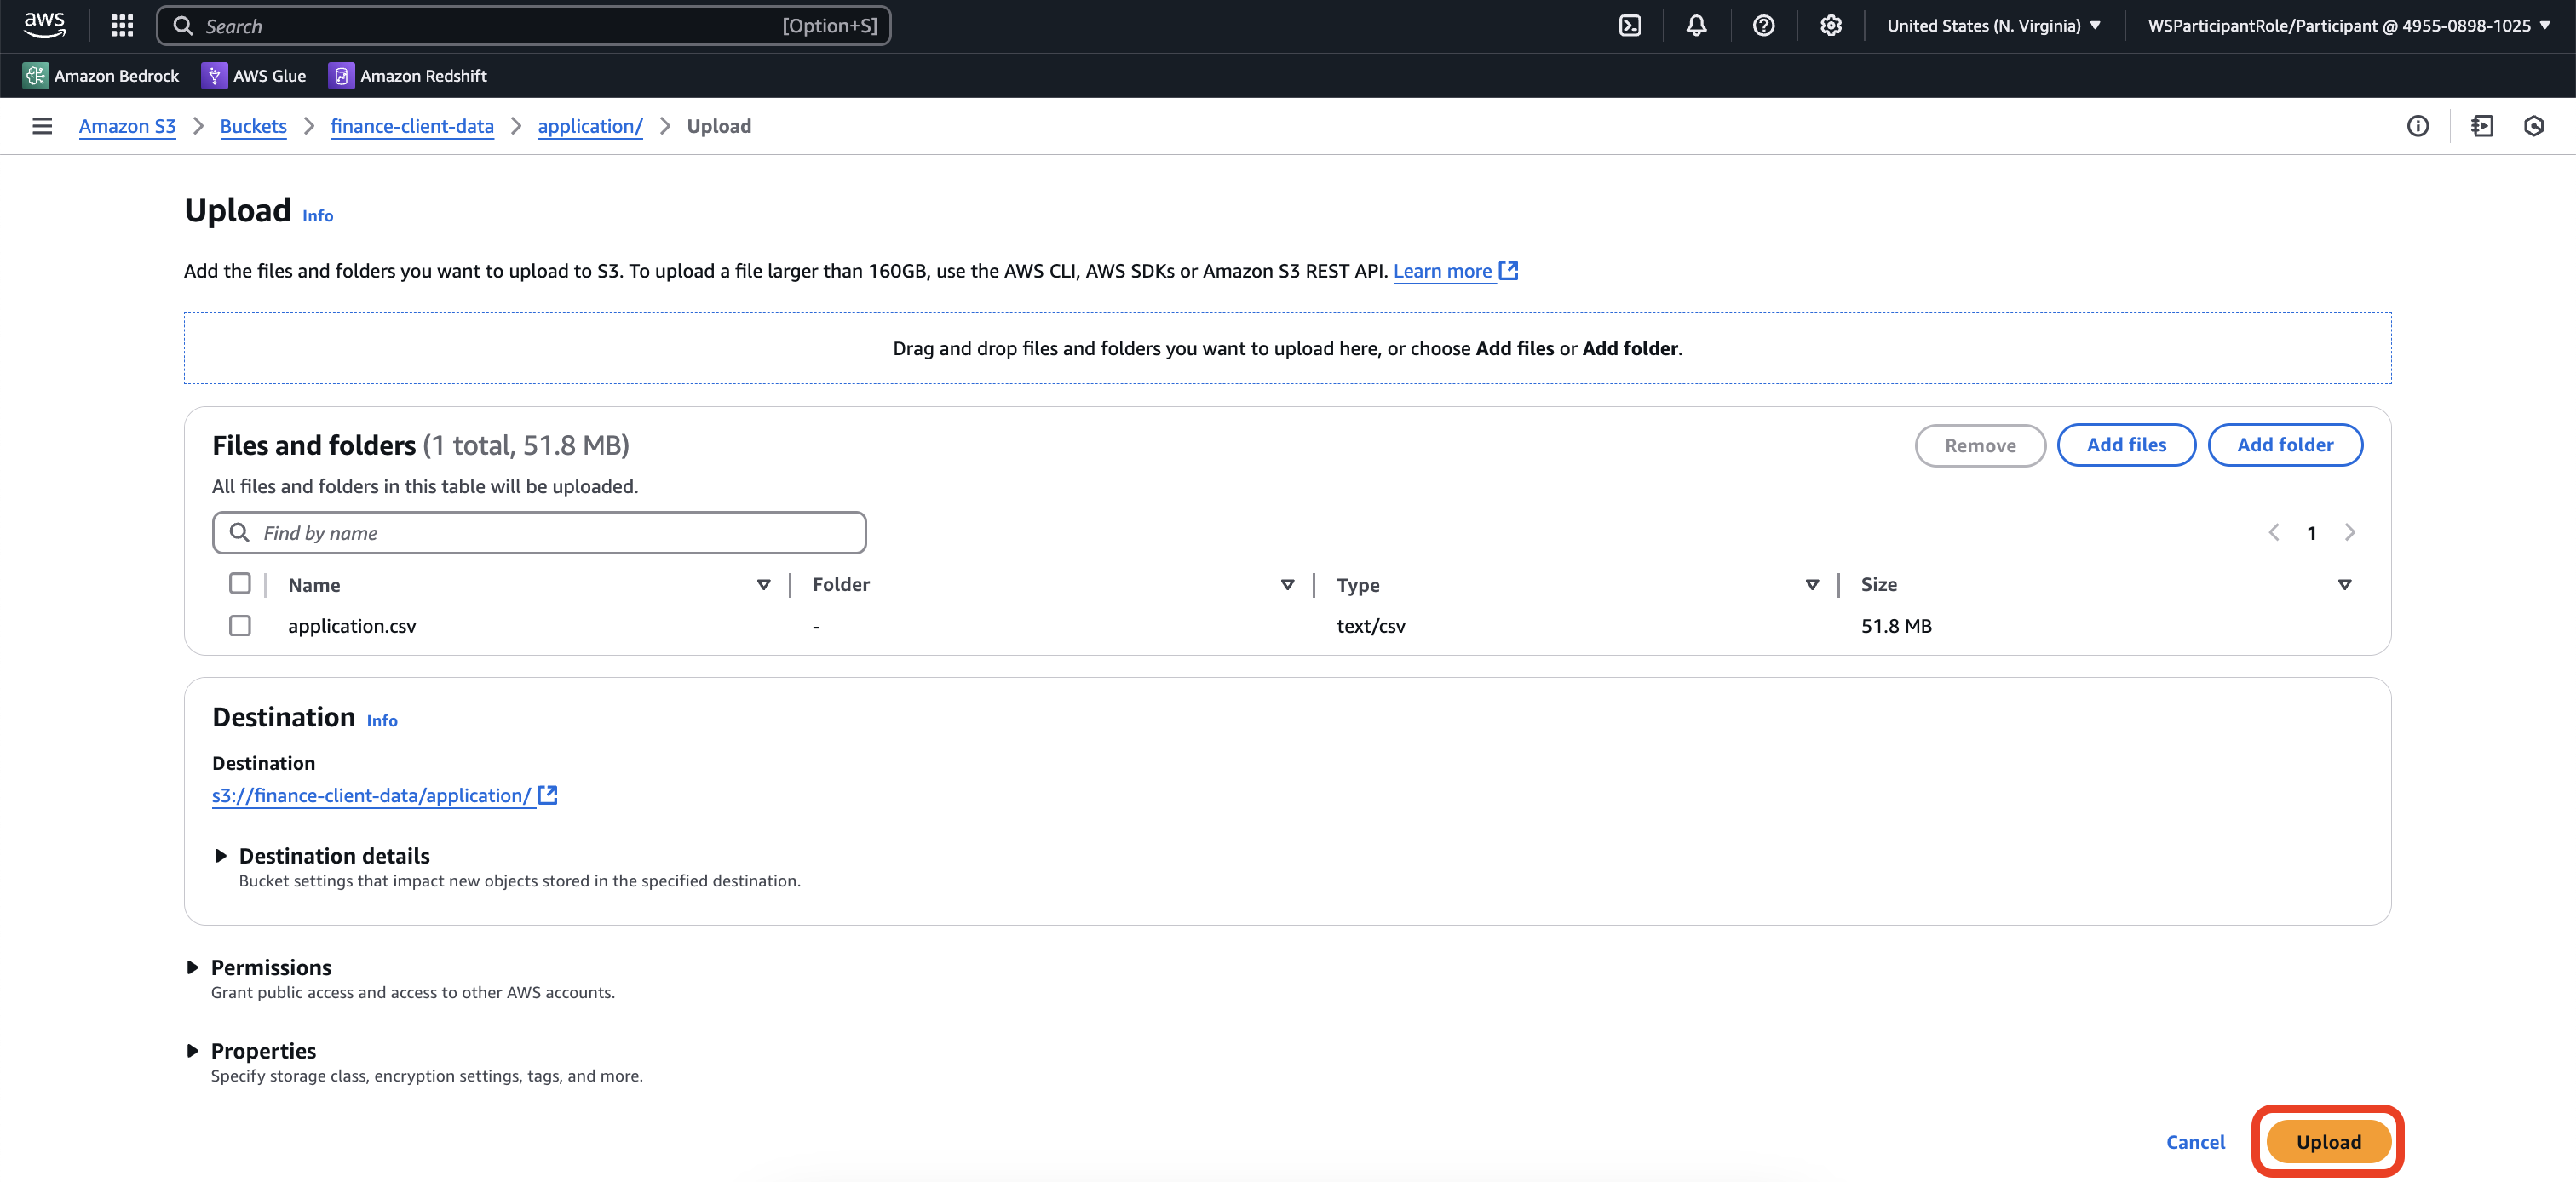 aws
Search [Option+S]
United States (N. Virginia)
WSParticipantRole/Participant @ 4955-0898-1025
Amazon Bedrock
AWS Glue
Amazon Redshift
Amazon S3 > Buckets > finance-client-data > application/ > Upload
Upload Info
Add the files and folders you want to upload to S3. To upload a file larger than 160GB, use the AWS CLI, AWS SDKs or Amazon S3 REST API. Learn more
Drag and drop files and folders you want to upload here, or choose Add files or Add folder.
Files and folders (1 total, 51.8 MB)
Remove
Add files
Add folder
All files and folders in this table will be uploaded.
Find by name
1
Name Folder Type Size
application.csv - text/csv 51.8 MB
Destination Info
Destination
s3://finance-client-data/application/
Destination details
Bucket settings that impact new objects stored in the specified destination.
Permissions
Grant public access and access to other AWS accounts.
Properties
Specify storage class, encryption settings, tags, and more.
Cancel
Upload